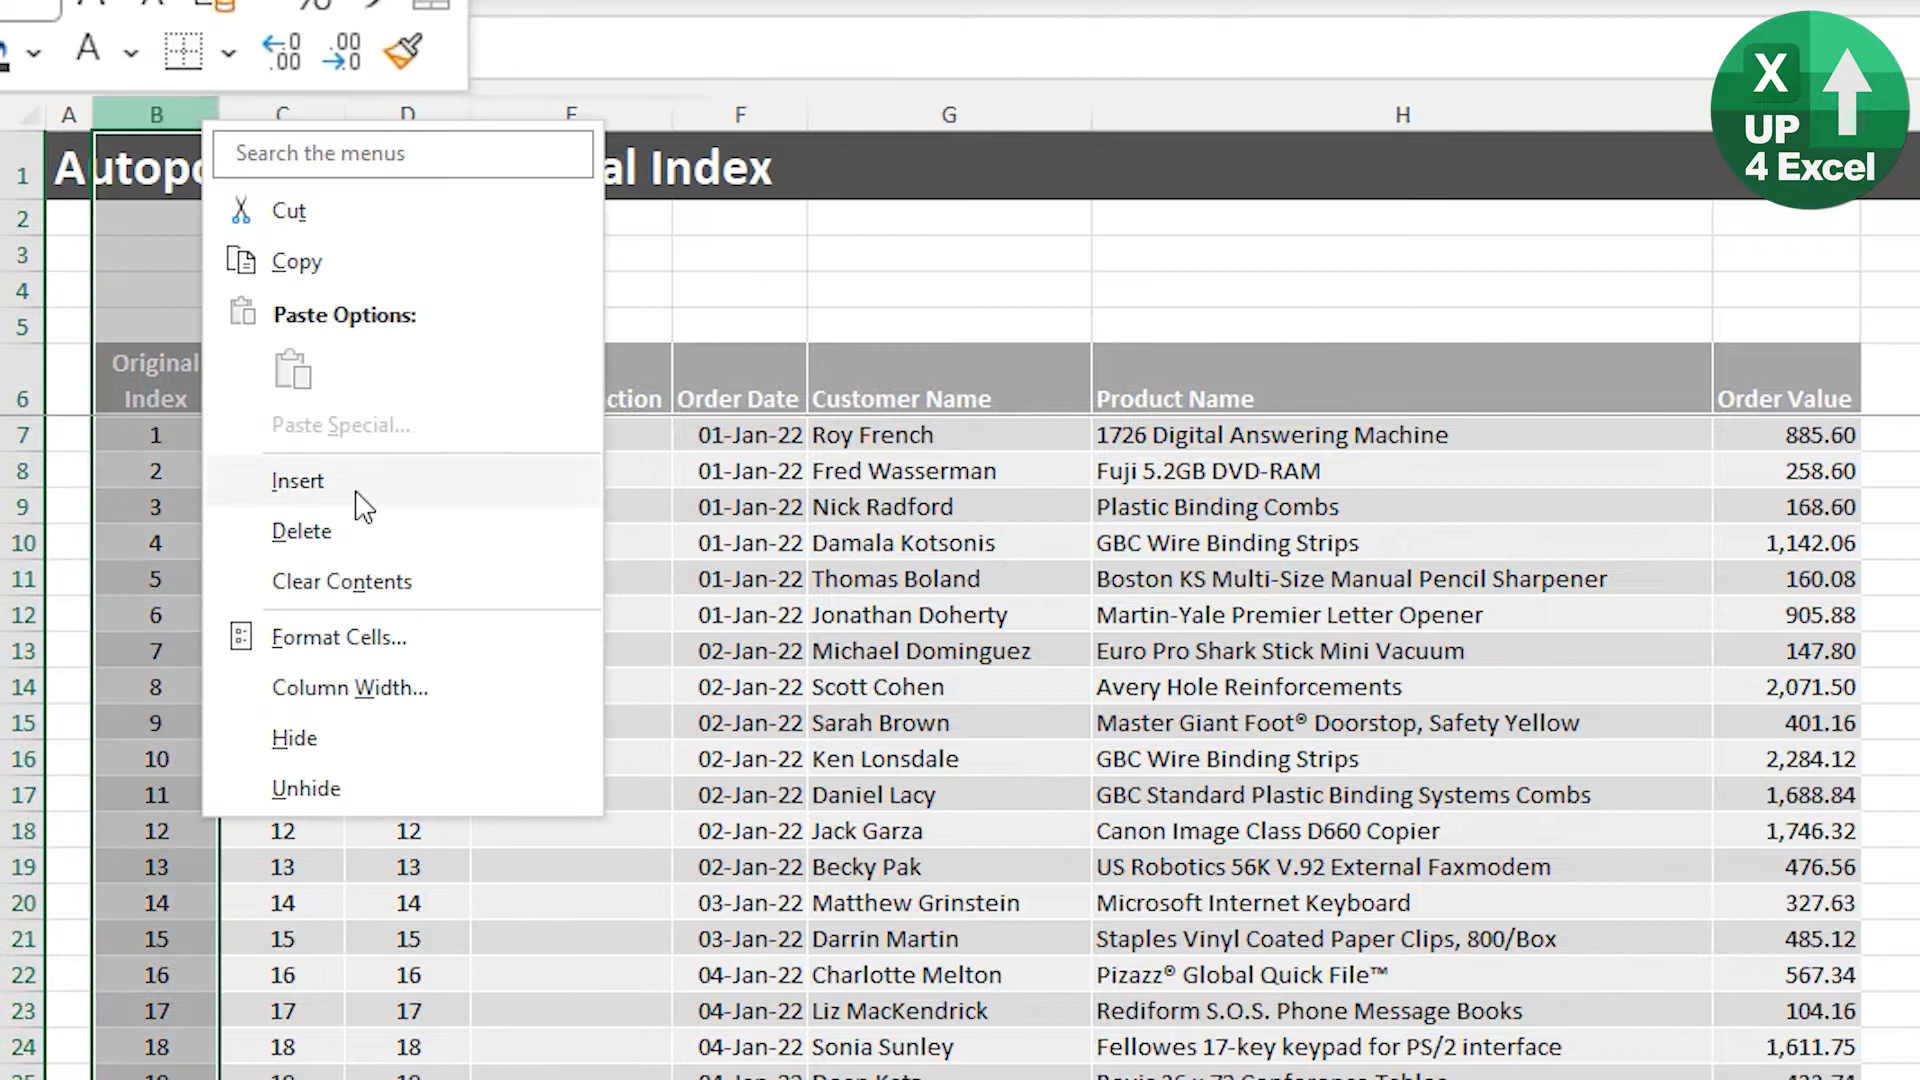 A
.00
.00
.0
A B C D F G H
1 Autop al Index
2
3
4
5
6 Original Index ction Order Date Customer Name Product Name Order Value
7 1 01-Jan-22 Roy French 1726 Digital Answering Machine 885.60
8 2 01-Jan-22 Fred Wasserman Fuji 5.2GB DVD-RAM 258.60
9 3 01-Jan-22 Nick Radford Plastic Binding Combs 168.60
10 4 01-Jan-22 Damala Kotsonis GBC Wire Binding Strips 1,142.06
11 5 01-Jan-22 Thomas Boland Boston KS Multi-Size Manual Pencil Sharpener 160.08
12 6 01-Jan-22 Jonathan Doherty Martin-Yale Premier Letter Opener 905.88
13 7 02-Jan-22 Michael Dominguez Euro Pro Shark Stick Mini Vacuum 147.80
14 8 02-Jan-22 Scott Cohen Avery Hole Reinforcements 2,071.50
15 9 02-Jan-22 Sarah Brown Master Giant Foot® Doorstop, Safety Yellow 401.16
16 10 02-Jan-22 Ken Lonsdale GBC Wire Binding Strips 2,284.12
17 11 02-Jan-22 Daniel Lacy GBC Standard Plastic Binding Systems Combs 1,688.84
18 12 12 12 02-Jan-22 Jack Garza Canon Image Class D660 Copier 1,746.32
19 13 13 13 02-Jan-22 Becky Pak US Robotics 56K V.92 External Faxmodem 476.56
20 14 14 14 03-Jan-22 Matthew Grinstein Microsoft Internet Keyboard 327.63
21 15 15 15 03-Jan-22 Darrin Martin Staples Vinyl Coated Paper Clips, 800/Box 485.12
22 16 16 16 04-Jan-22 Charlotte Melton Pizazz® Global Quick File™ 567.34
23 17 17 17 04-Jan-22 Liz MacKendrick Rediform S.O.S. Phone Message Books 104.16
24 18 18 18 04-Jan-22 Sonia Sunley Fellowes 17-key keypad for PS/2 interface 1,611.75
Search the menus
Cut
Copy
Paste Options:
Paste Special...
Insert
Delete
Clear Contents
Format Cells...
Column Width...
Hide
Unhide
X
UP
4 Excel